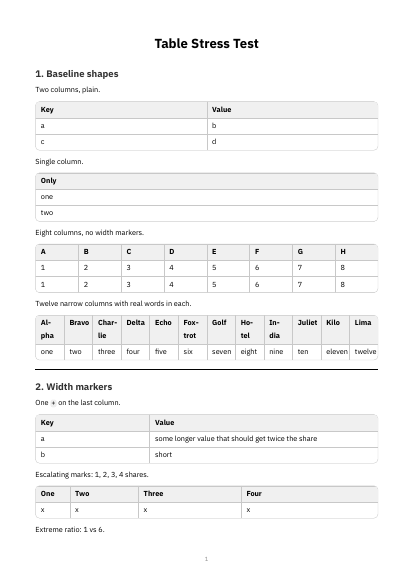 Table Stress Test
1. Baseline shapes
Two columns, plain.
Key Value
a b
c d
Single column.
Only
one
two
Eight columns, no width markers.
A B C D E F G H
1 2 3 4 5 6 7 8
1 2 3 4 5 6 7 8
Twelve narrow columns with real words in each.
Al- Bravo Char- Delta Echo Fox- Golf Ho- In- Juliet Kilo Lima
pha lie trot tel dia
one two three four five six seven eight nine ten eleven twelve
2. Width markers
One * on the last column.
Key Value
a some longer value that should get twice the share
b short
Escalating marks: 1, 2, 3, 4 shares.
One Two Three Four
x x x x
Extreme ratio: 1 vs 6.
1